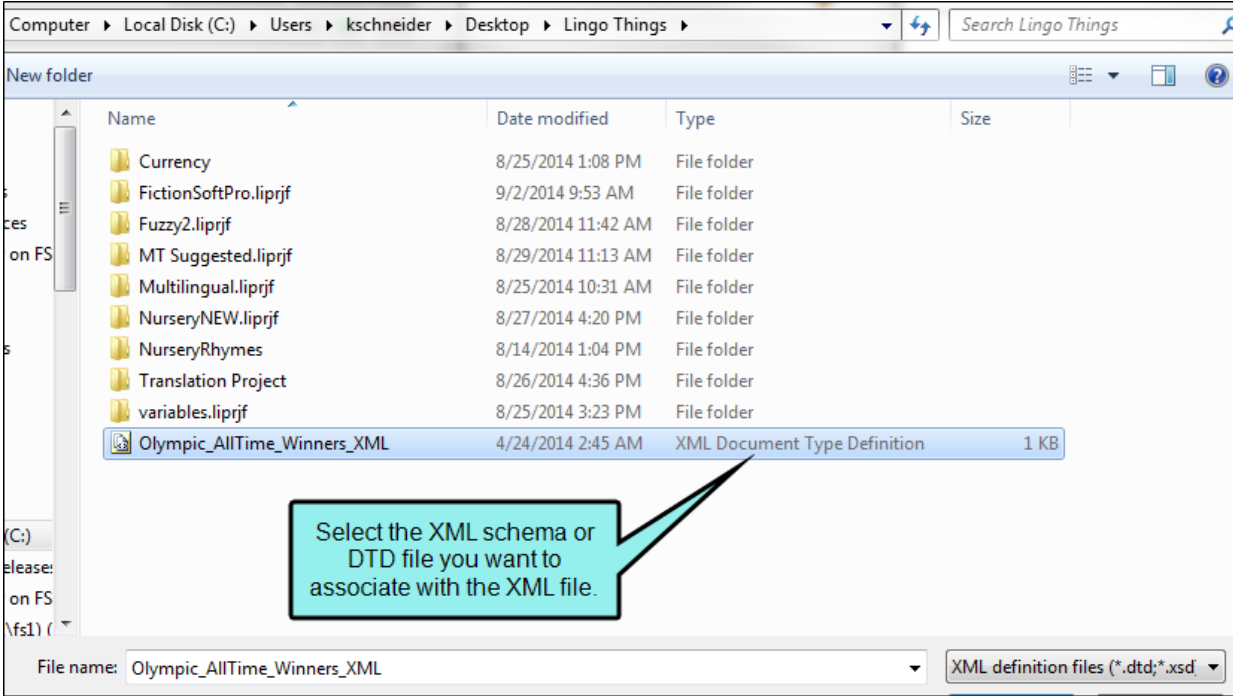 Computer ▸ Local Disk (C:) ▸ Users ▸ kschneider ▸ Desktop ▸ Lingo Things ▸ Search Lingo Things
New folder
Name Date modified Type Size
Currency 8/25/2014 1:08 PM File folder
FictionSoftPro.liprjf 9/2/2014 9:53 AM File folder
Fuzzy2.liprjf 8/28/2014 11:42 AM File folder
MT Suggested.liprjf 8/29/2014 11:13 AM File folder
Multilingual.liprjf 8/25/2014 10:31 AM File folder
NurseryNEW.liprjf 8/27/2014 4:20 PM File folder
NurseryRhymes 8/14/2014 1:04 PM File folder
Translation Project 8/26/2014 4:36 PM File folder
variables.liprjf 8/25/2014 3:23 PM File folder
Olympic_AllTime_Winners_XML 4/24/2014 2:45 AM XML Document Type Definition 1 KB
ces
on FS
s
(C:)
on FS
\fs1) (
Select the XML schema or
DTD file you want to
associate with the XML file.
File name: Olympic_AllTime_Winners_XML XML definition files (*.dtd;*.xsd